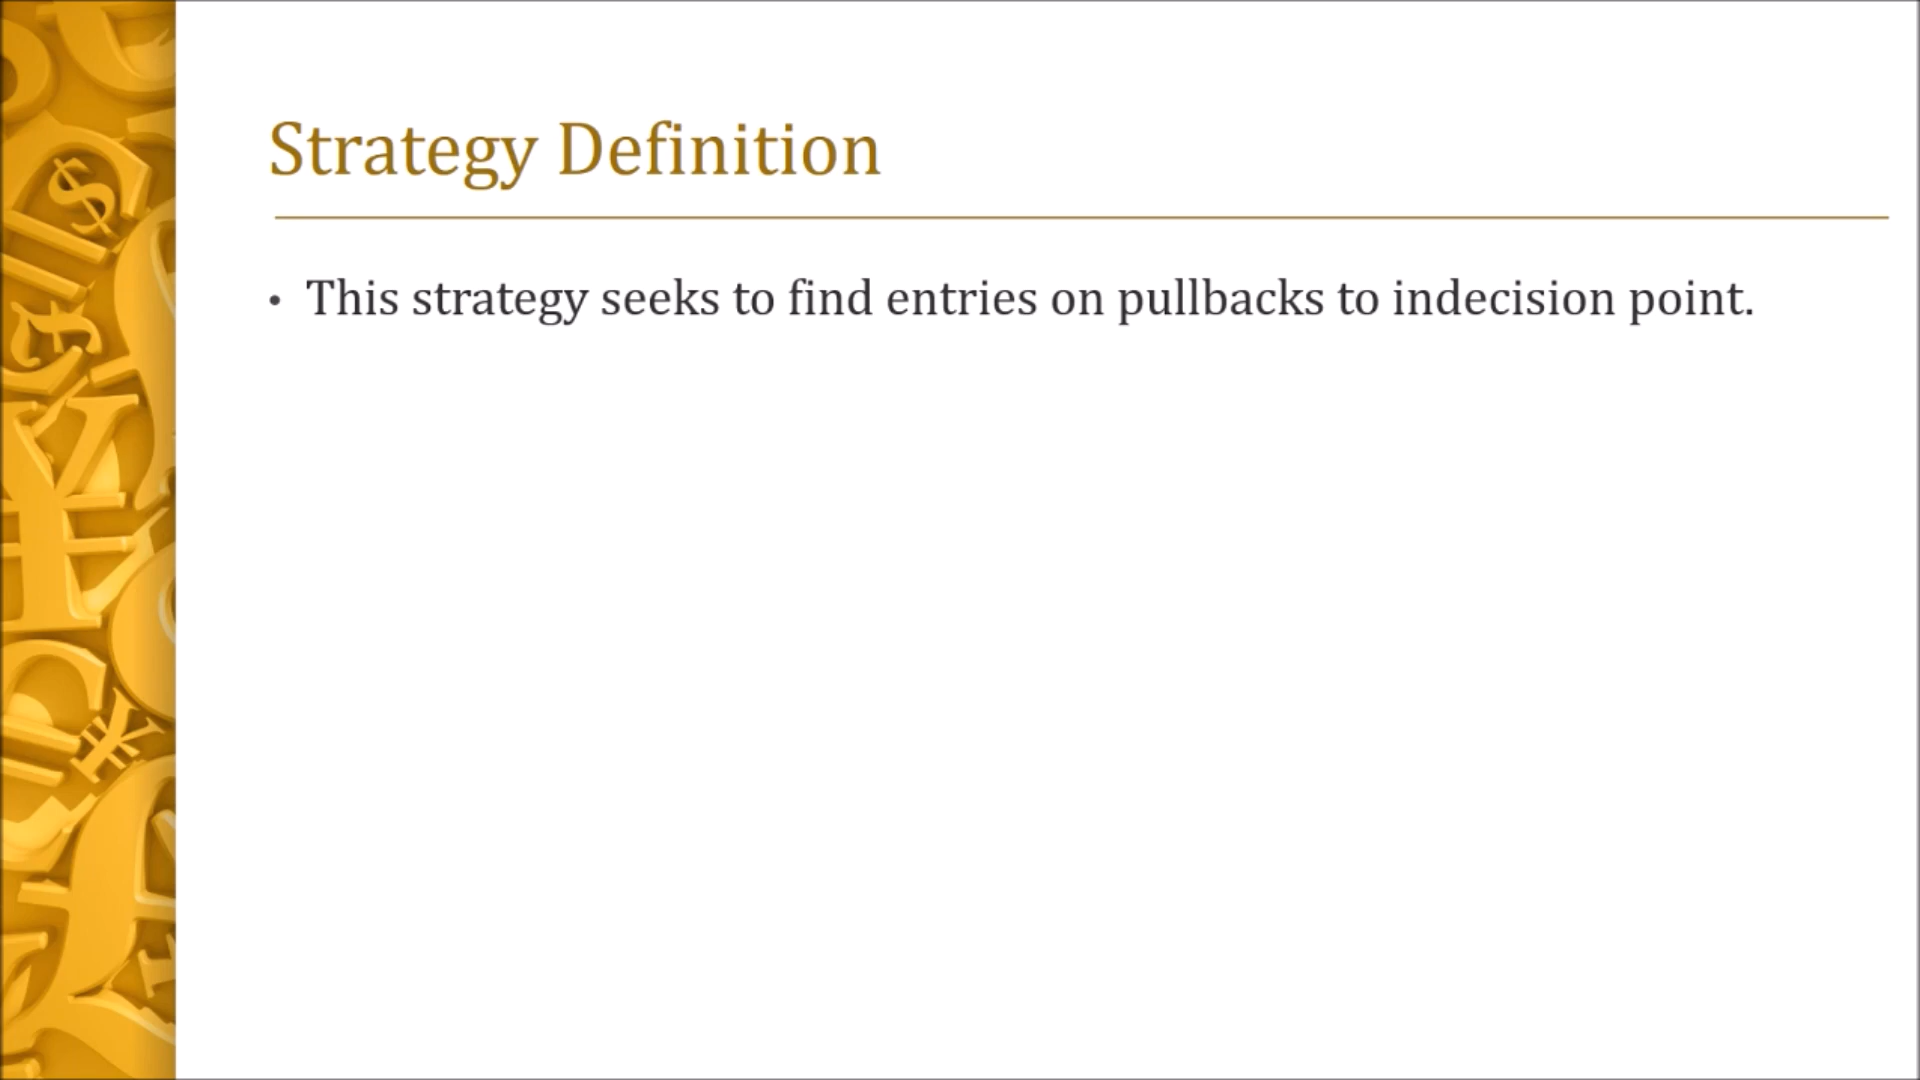 Strategy Definition
• This strategy seeks to find entries on pullbacks to indecision point.